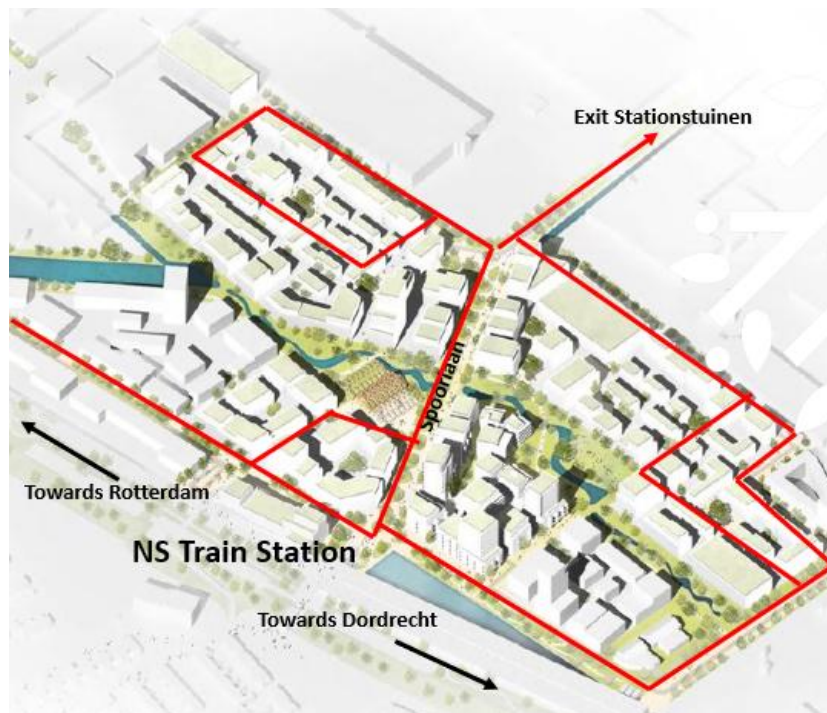 Exit Stationstuinen
Spoorlaan
Towards Rotterdam
NS Train Station
Towards Dordrecht